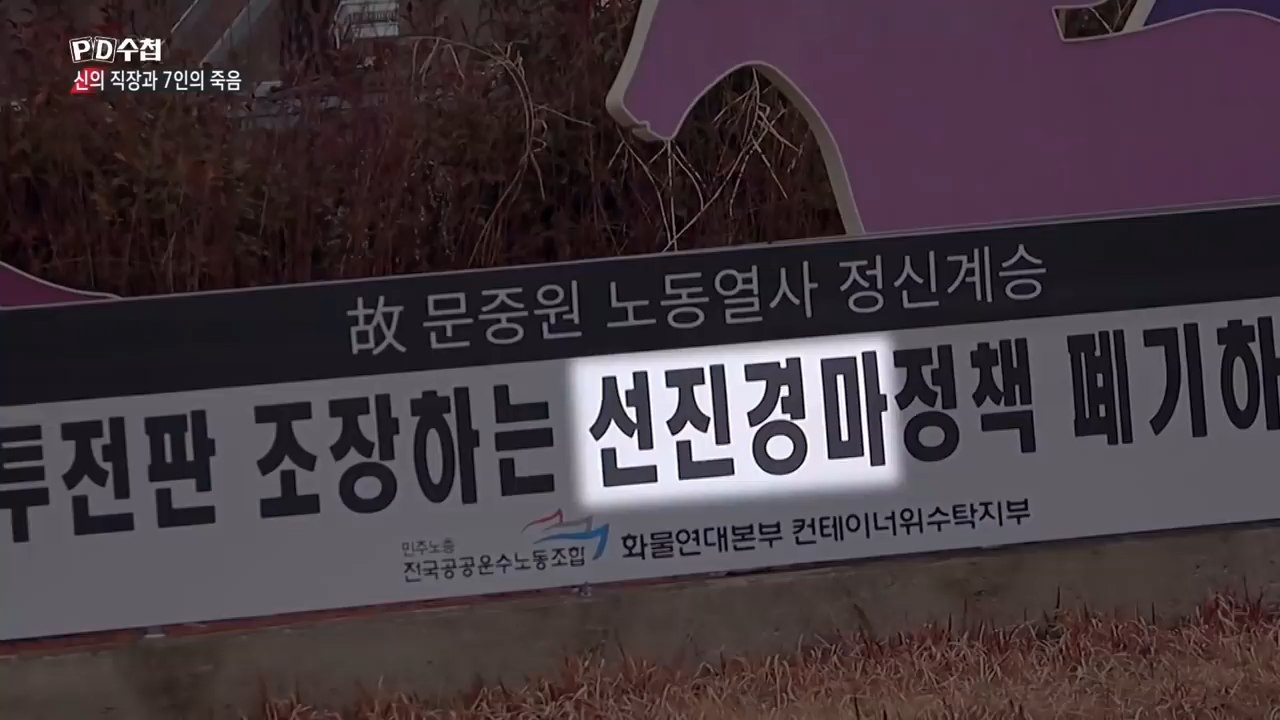 PD수첩
신의 직장과 7인의 죽음
故 문중원 노동열사 정신계승
투전판 조장하는 선진경마정책 폐기하
민주노총
전국공공운수노동조합 화물연대본부 컨테이너위수탁지부